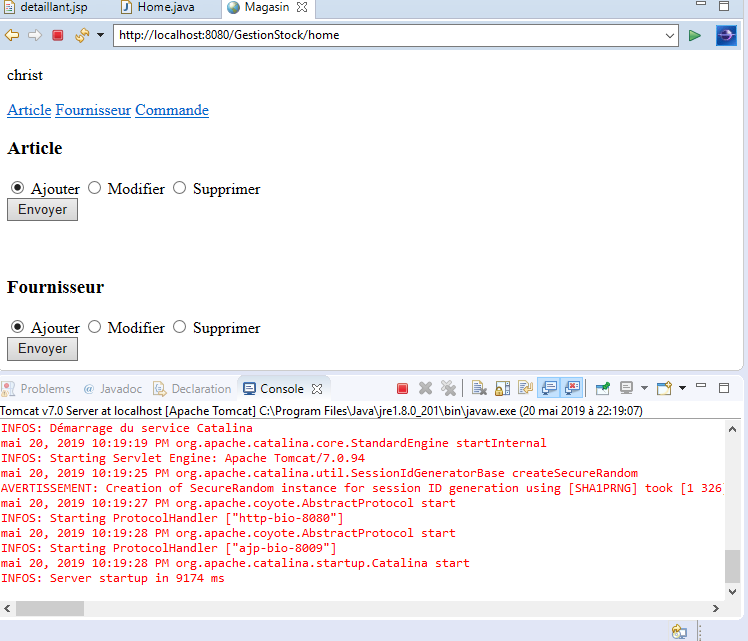 detaillant.jsp Home.java Magasin
http://localhost:8080/GestionStock/home
christ
Article Fournisseur Commande
Article
Ajouter Modifier Supprimer
Envoyer
Fournisseur
Ajouter Modifier Supprimer
Envoyer
Problems @ Javadoc Declaration Console
Tomcat v7.0 Server at localhost [Apache Tomcat] C:\Program Files\Java\jre1.8.0_201\bin\javaw.exe (20 mai 2019 à 22:19:07)
INFOS: Démarrage du service Catalina
mai 20, 2019 10:19:19 PM org.apache.catalina.core.StandardEngine startInternal
INFOS: Starting Servlet Engine: Apache Tomcat/7.0.94
mai 20, 2019 10:19:25 PM org.apache.catalina.util.SessionIdGeneratorBase createSecureRandom
AVERTISSEMENT: Creation of SecureRandom instance for session ID generation using [SHA1PRNG] took [1 326
mai 20, 2019 10:19:27 PM org.apache.coyote.AbstractProtocol start
INFOS: Starting ProtocolHandler ["http-bio-8080"]
mai 20, 2019 10:19:28 PM org.apache.coyote.AbstractProtocol start
INFOS: Starting ProtocolHandler ["ajp-bio-8009"]
mai 20, 2019 10:19:28 PM org.apache.catalina.startup.Catalina start
INFOS: Server startup in 9174 ms